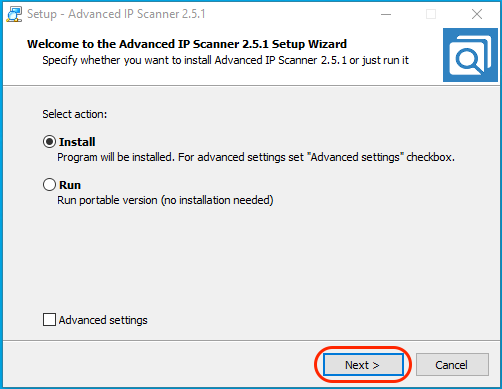 Setup - Advanced IP Scanner 2.5.1
Welcome to the Advanced IP Scanner 2.5.1 Setup Wizard
Specify whether you want to install Advanced IP Scanner 2.5.1 or just run it
Select action:
Install
Program will be installed. For advanced settings set "Advanced settings" checkbox.
Run
Run portable version (no installation needed)
Advanced settings
Next >
Cancel